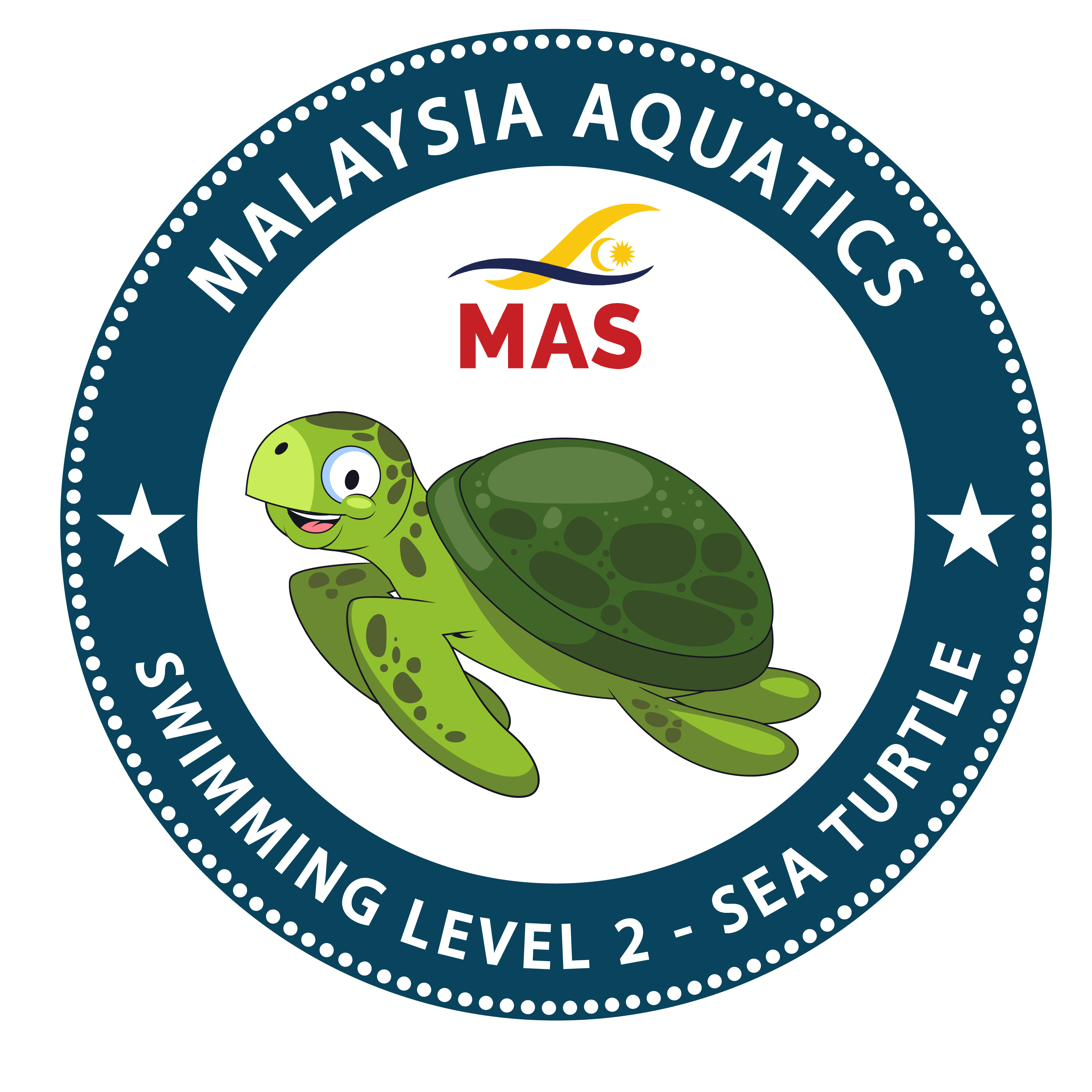 MALAYSIA AQUATICS
MAS
SWIMMING LEVEL 2 - SEA TURTLE